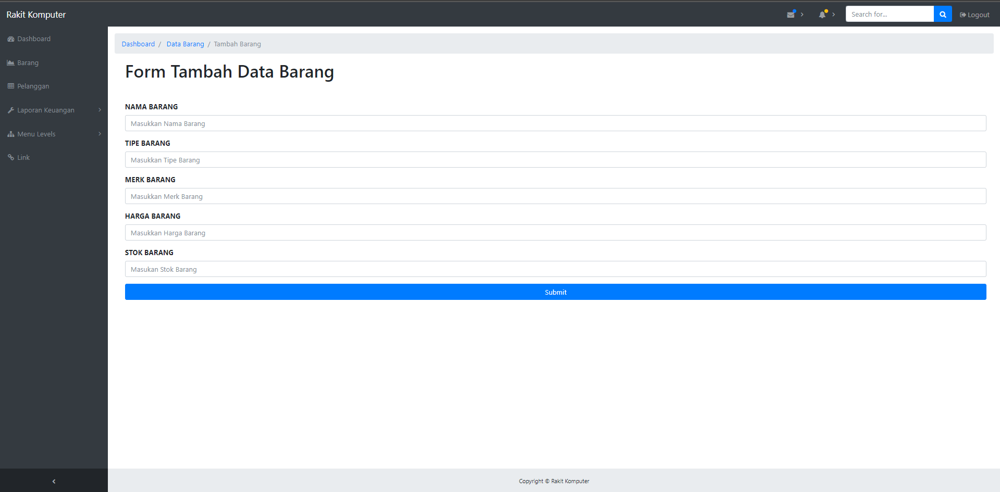 Rakit Komputer
Search for...
Logout
Dashboard
Barang
Pelanggan
Laporan Keuangan
Menu Levels
Link
Dashboard / Data Barang / Tambah Barang
Form Tambah Data Barang
NAMA BARANG
Masukkan Nama Barang
TIPE BARANG
Masukkan Tipe Barang
MERK BARANG
Masukkan Merk Barang
HARGA BARANG
Masukkan Harga Barang
STOK BARANG
Masukan Stok Barang
Submit
Copyright © Rakit Komputer